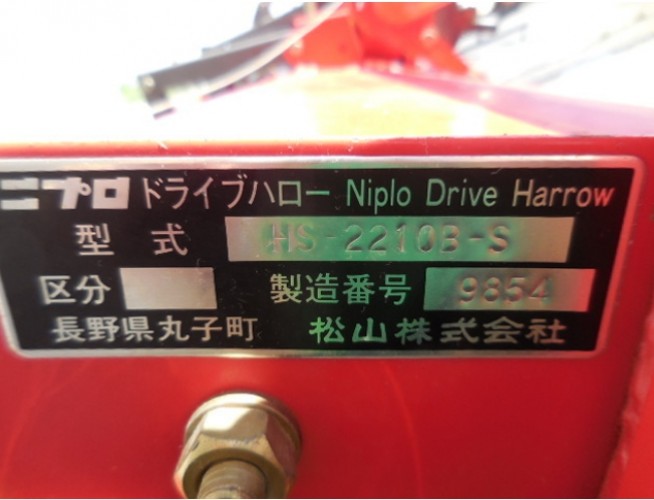 ニプロ ドライブハロー Niplo Drive Harrow
型式 HS-2210B-S
区分 製造番号 9854
長野県丸子町 松山株式会社